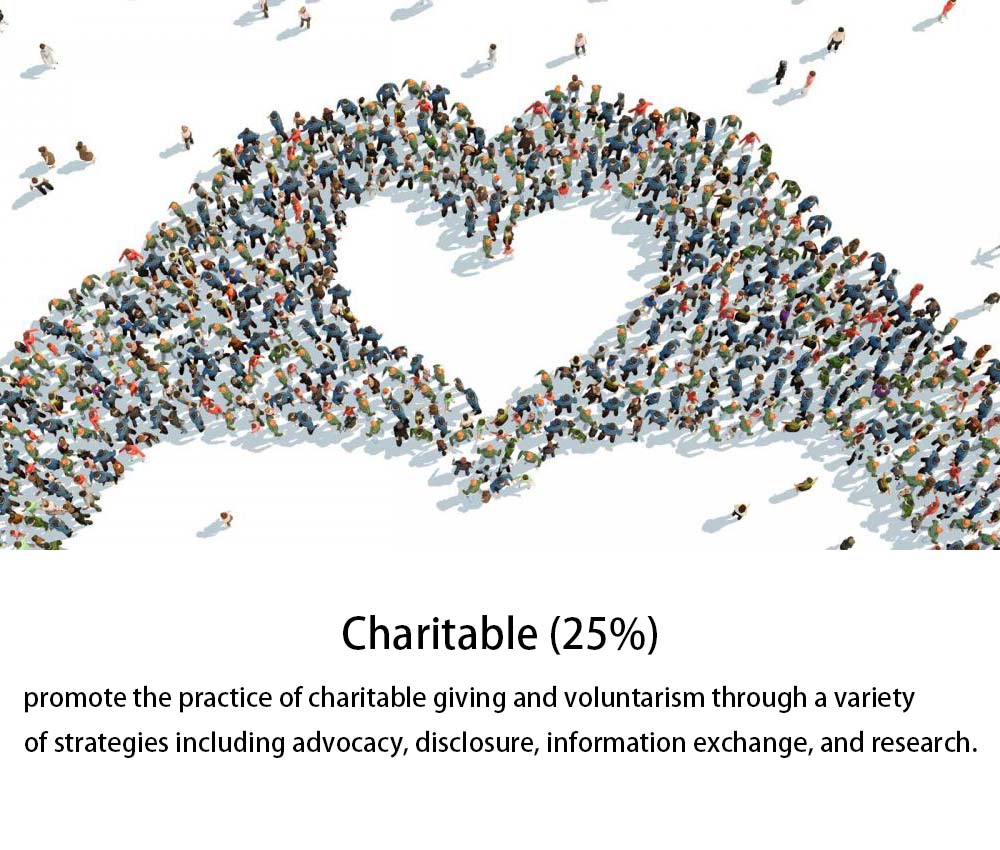 Charitable (25%)
promote the practice of charitable giving and voluntarism through a variety
of strategies including advocacy, disclosure, information exchange, and research.